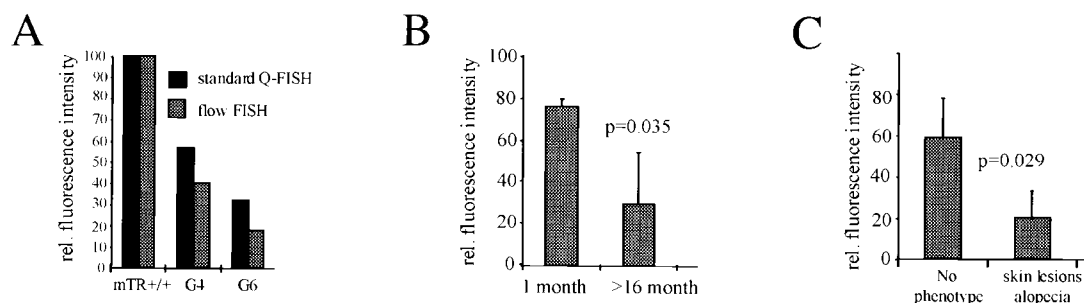 A
rel. fluorescence intensity
100
90
80
70
60
50
40
30
20
10
00
standard Q-FISH
flow FISH
mTR+/+ G4 G6
B
rel. fluorescence intensity
100
80
60
40
20
0
p=0.035
1 month >16 month
C
rel. fluorescence intensity
80
60
40
20
0
p=0.029
No phenotype
skin lesions
alopecia